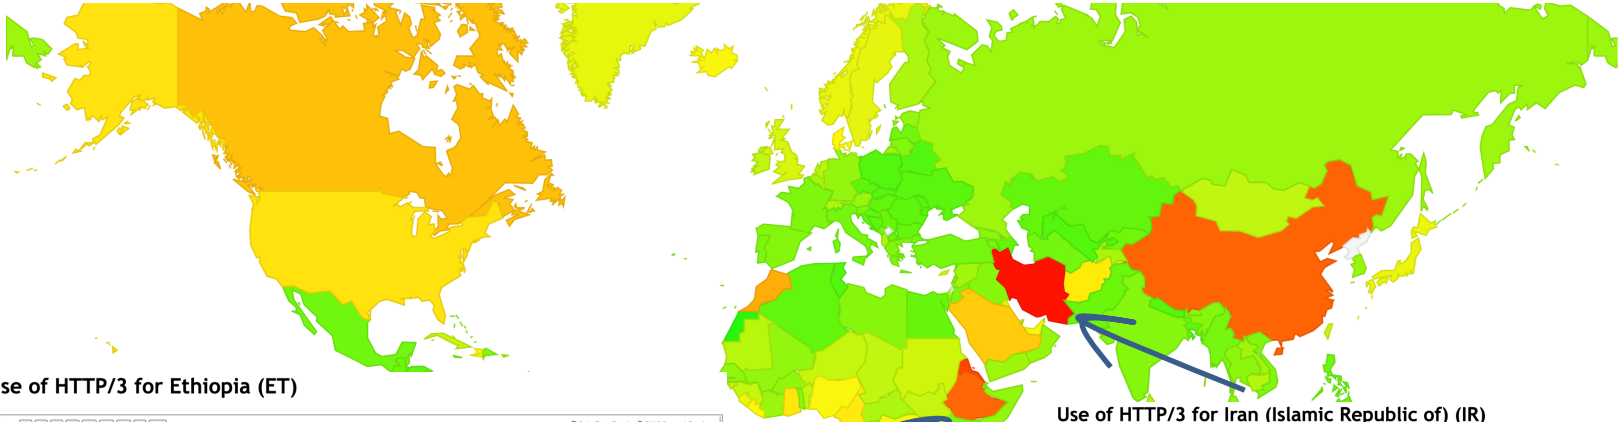 se of HTTP/3 for Ethiopia (ET)
Use of HTTP/3 for Iran (Islamic Republic of) (IR)